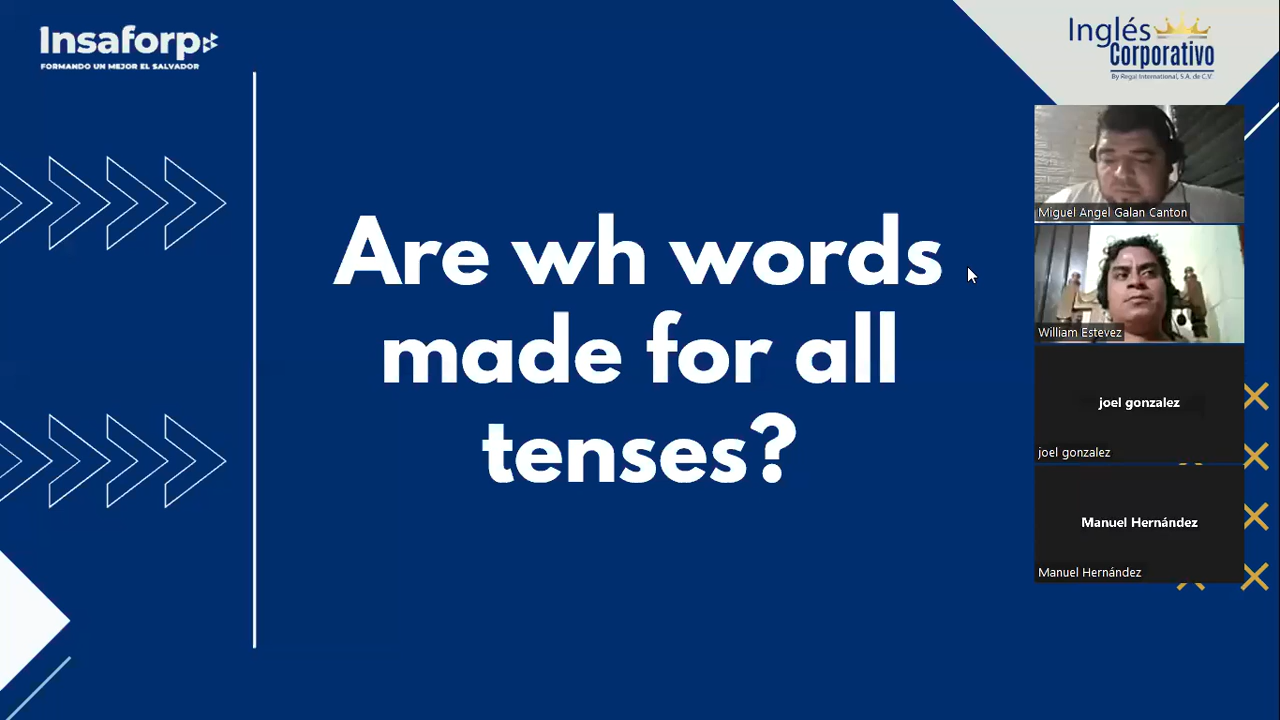 Insaforp
FORMANDO UN MEJOR EL SALVADOR
Inglés
Corporativo
By Regal International, S.A. de C.V.
Are wh words
made for all
tenses?
Miguel Angel Galan Canton
William Estevez
joel gonzalez
joel gonzalez
Manuel Hernández
Manuel Hernández